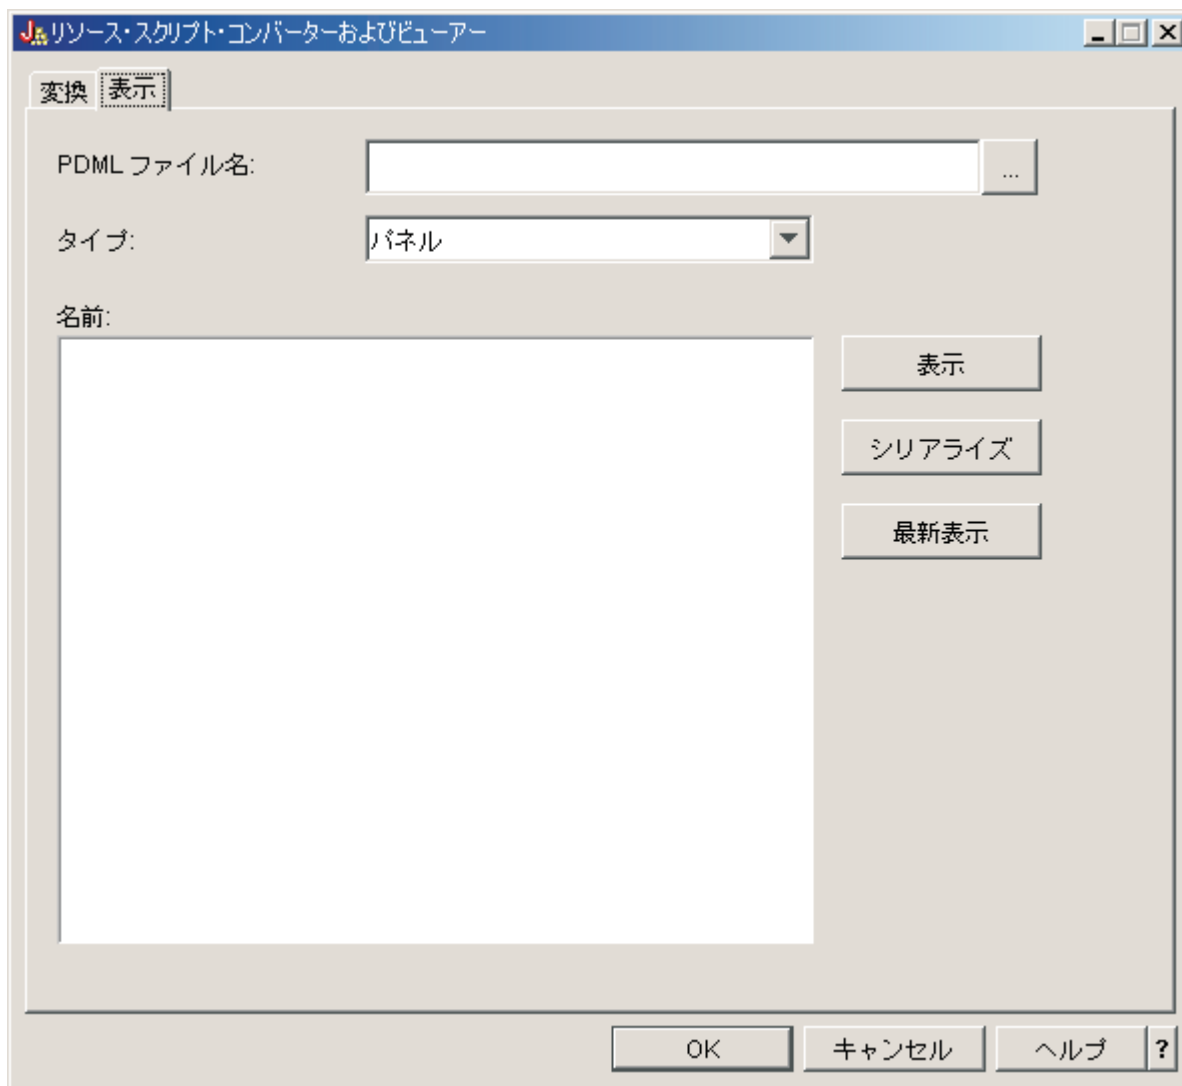 リソース・スクリプト・コンバーターおよびビューアー
変換 表示
PDML ファイル名: ...
タイプ: パネル
名前:
表示
シリアライズ
最新表示
OK キャンセル ヘルプ ?